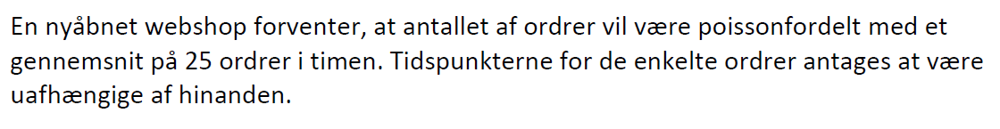 En nyåbnet webshop forventer, at antallet af ordrer vil være poissonfordelt med et
gennemsnit på 25 ordrer i timen. Tidspunkterne for de enkelte ordrer antages at være
uafhængige af hinanden.